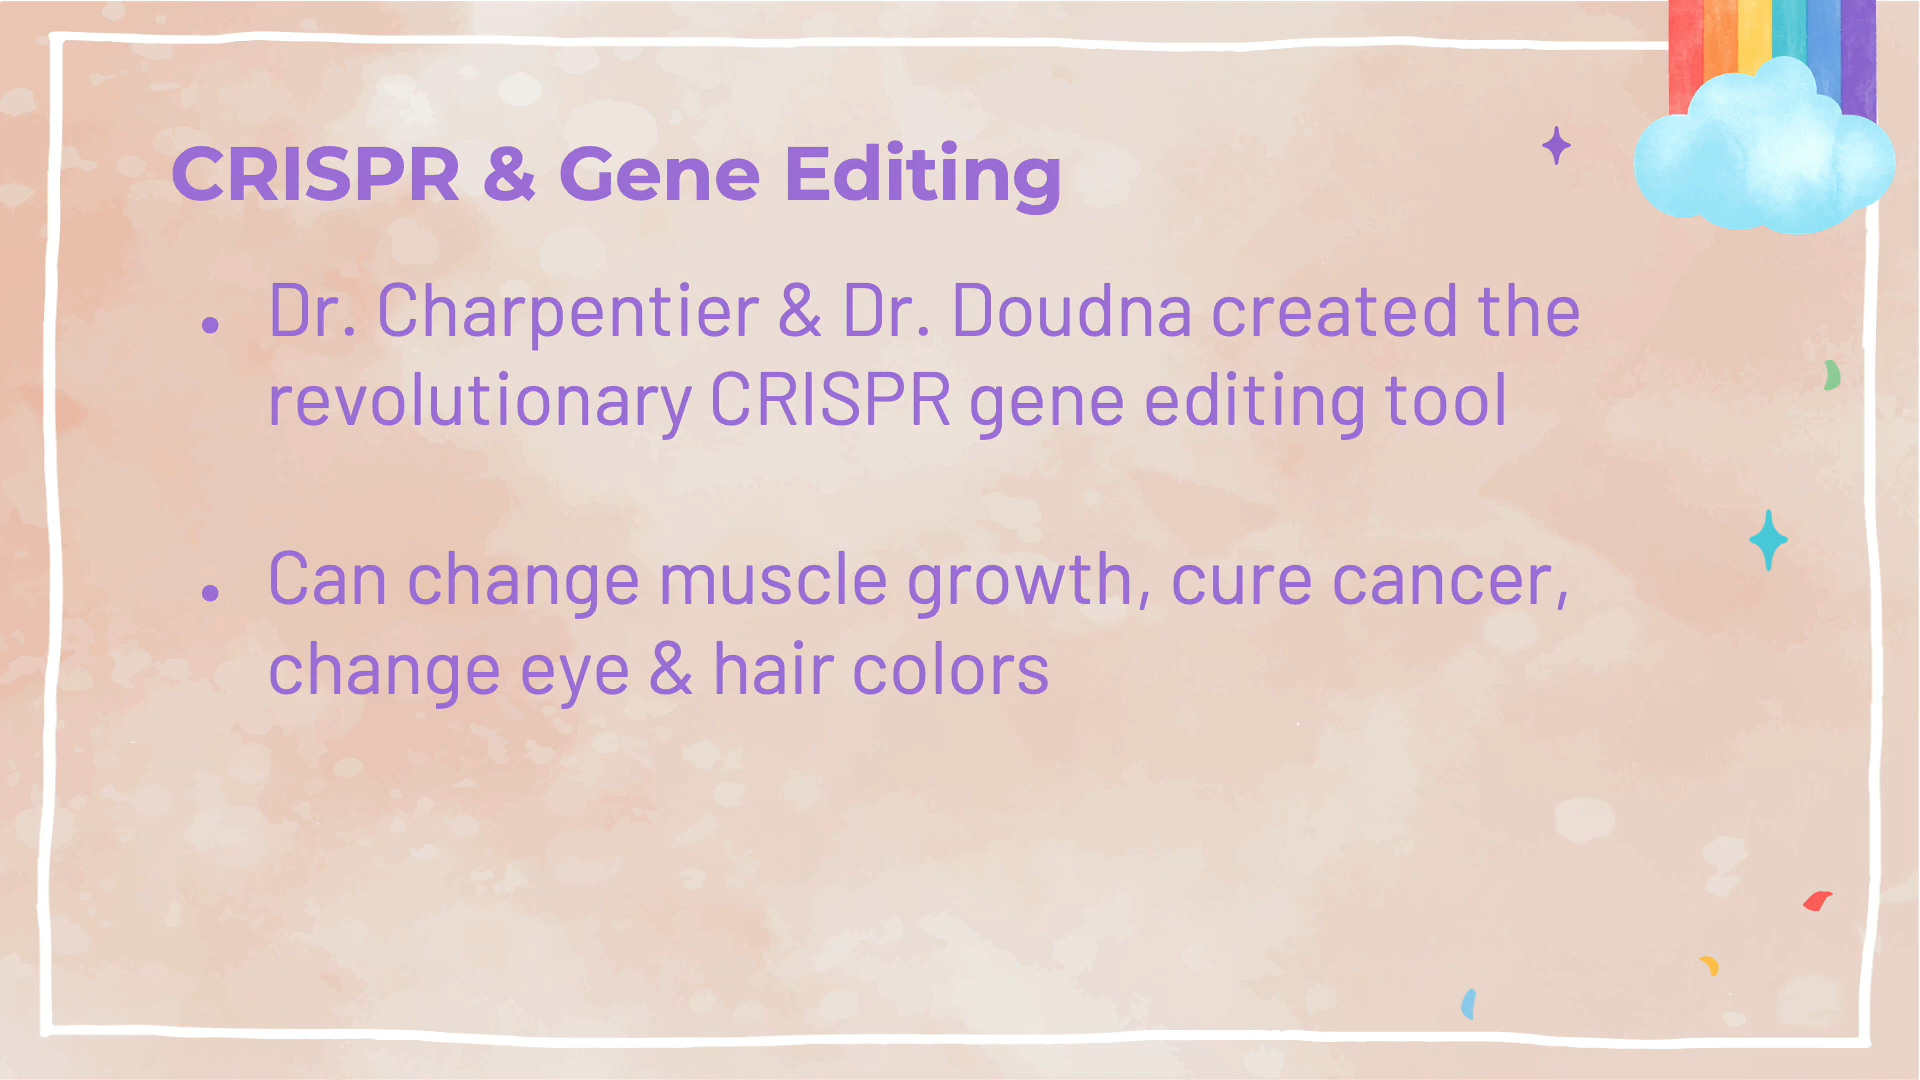 CRISPR & Gene Editing
• Dr. Charpentier & Dr. Doudna created the
revolutionary CRISPR gene editing tool
• Can change muscle growth, cure cancer,
change eye & hair colors